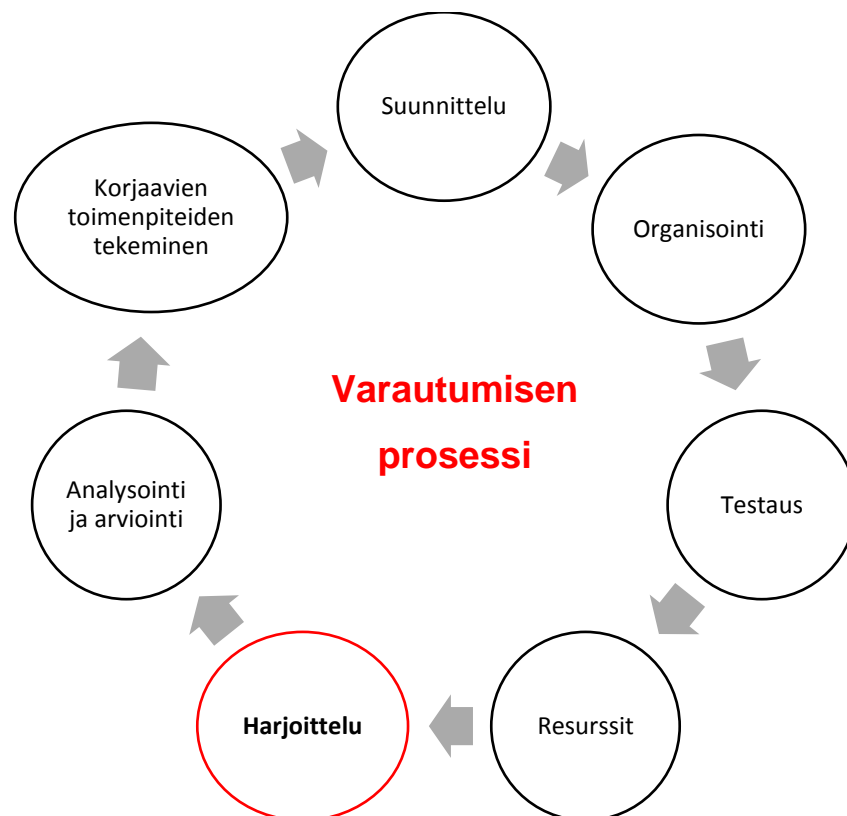 Suunnittelu
Organisointi
Testaus
Resurssit
Harjoittelu
Analysointi
ja arviointi
Korjaavien
toimenpiteiden
tekeminen
Varautumisen
prosessi